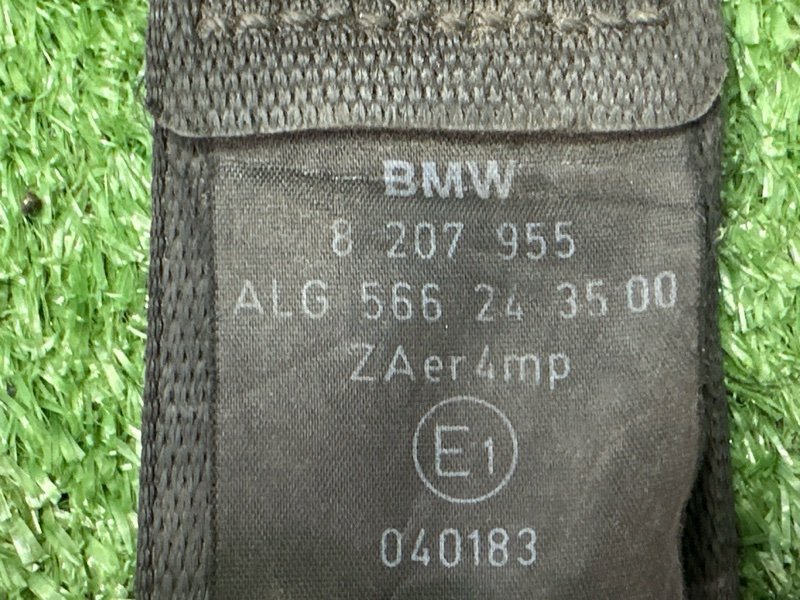 BMW
8 207 955
ALG 566 24 35 00
ZAer4mp
E1
040183